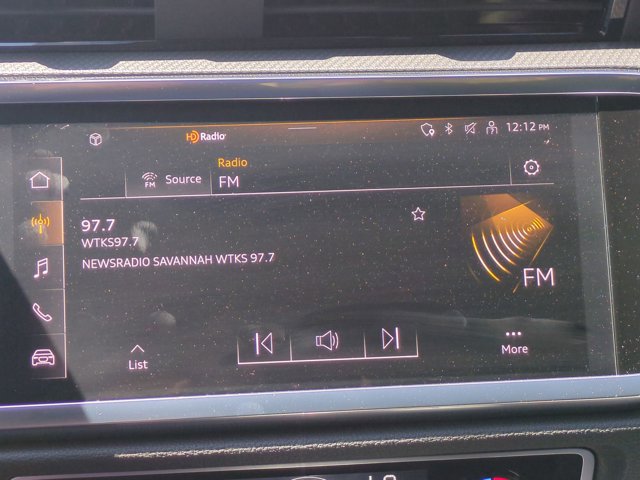 HD Radio
12:12 PM
FM
Source
Radio
FM
97.7
WTKS97.7
NEWSRADIO SAVANNAH WTKS 97.7
FM
List
More